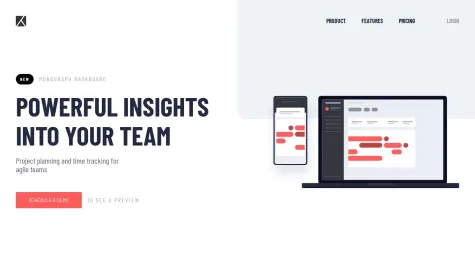 PRODUCT FEATURES PRICING LOGIN
NEW MONOGRAPH DASHBOARD
POWERFUL INSIGHTS
INTO YOUR TEAM
Project planning and time tracking for
agile teams
SCHEDULE A DEMO TO SEE A PREVIEW